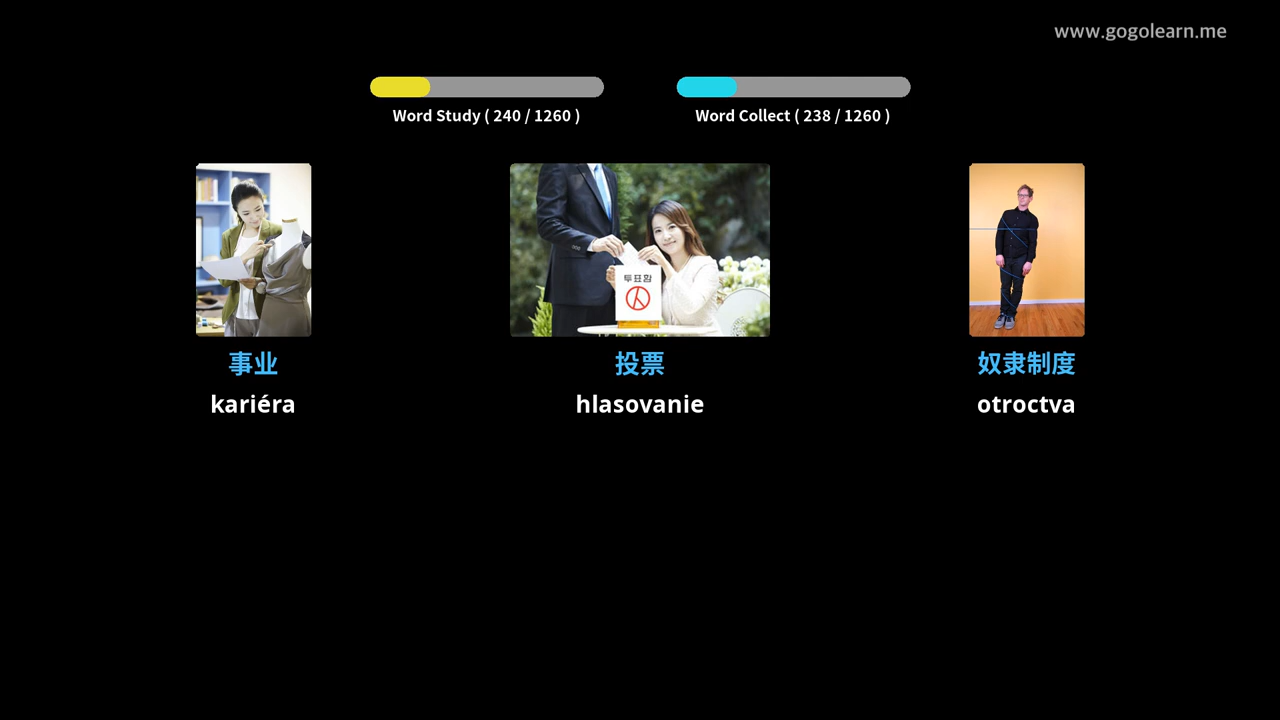 www.gogolearn.me
Word Study ( 240 / 1260 )
Word Collect ( 238 / 1260 )
투표함
事业
投票
奴隶制度
kariéra
hlasovanie
otroctva